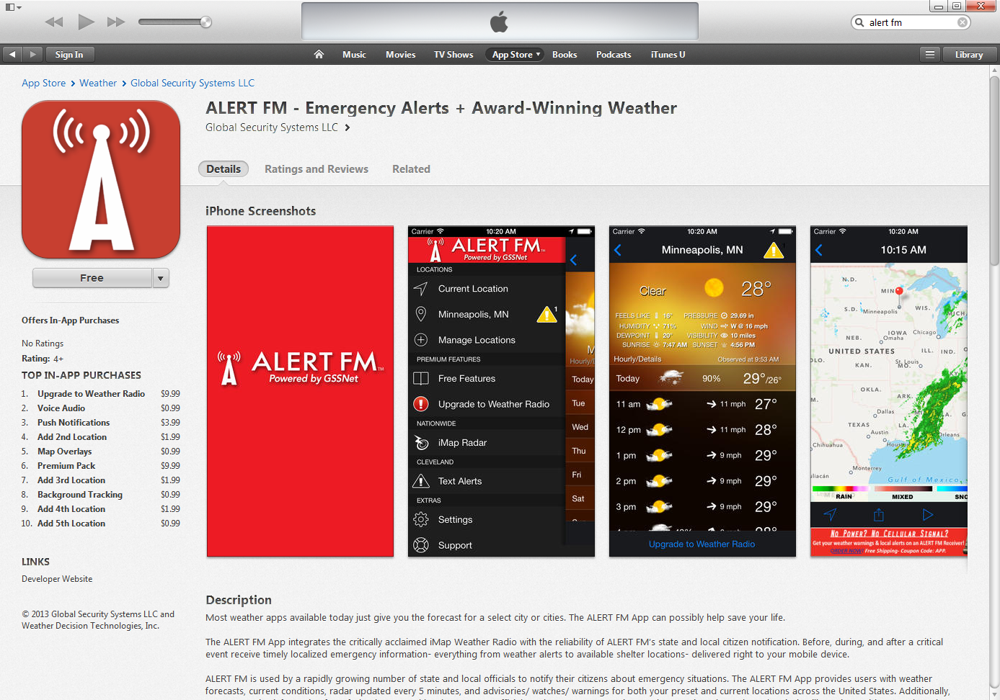 alert fm
Sign In
Music
Movies
TV Shows
App Store
Books
Podcasts
iTunes U
Library
App Store
Weather
Global Security Systems LLC
ALERT FM - Emergency Alerts + Award-Winning Weather
Global Security Systems LLC
Details
Ratings and Reviews
Related
Free
Offers In-App Purchases
No Ratings
Rating: 4+
TOP IN-APP PURCHASES
1. Upgrade to Weather Radio $9.99
2. Voice Audio $0.99
3. Push Notifications $3.99
4. Add 2nd Location $1.99
5. Map Overlays $0.99
6. Premium Pack $9.99
7. Add 3rd Location $1.99
8. Background Tracking $0.99
9. Add 4th Location $1.99
10. Add 5th Location $0.99
LINKS
Developer Website
© 2013 Global Security Systems LLC and
Weather Decision Technologies, Inc.
iPhone Screenshots
ALERT FM™
Powered by GSSNet
Carrier 10:20 AM
ALERT FM™
Powered by GSSNet
LOCATIONS
Current Location
Minneapolis, MN
1
Manage Locations
PREMIUM FEATURES
Free Features
Upgrade to Weather Radio
NATIONWIDE
iMap Radar
CLEVELAND
Text Alerts
EXTRAS
Settings
Support
M
Hourly/
Today
Tue
Wed
Thu
Fri
Sat
Carrier 10:20 AM
Minneapolis, MN
1
Clear
28°
FEELS LIKE 16° PRESSURE 29.69 in
HUMIDITY 71% WIND W @ 16 mph
DEWPOINT 20° VISIBILITY 10 miles
SUNRISE 7:47 AM SUNSET 4:56 PM
Hourly/Details Observed at 9:53 AM
Today 90% 29°/26°
11 am 11 mph 27°
12 pm 11 mph 28°
1 pm 9 mph 29°
2 pm 9 mph 29°
3 pm 9 mph 29°
Upgrade to Weather Radio
Carrier 10:20 AM
10:15 AM
N.D.
MIN
S.D. Minneapolis WIS.
MICH
IOWA Chicago
NEB. Omaha
UNITED STATES ILL. IND.
OLO. St. Louis
KAN. MO.
OKLA.
ARK.
M.
Dallas
TEXAS LA.
GA.
Austin
Houston
Orleans
Chihuahua
Monterrey
uliacán
Gulf of Mexico
MEXICO
RAIN MIXED SNO
No Power? No Cellular Signal?
Get your weather warnings & local alerts on an ALERT FM Receiver!
ORDER NOW! Free Shipping- Coupon Code: APP.
Description
Most weather apps available today just give you the forecast for a select city or cities. The ALERT FM App can possibly help save your life.
The ALERT FM App integrates the critically acclaimed iMap Weather Radio with the reliability of ALERT FM's state and local citizen notification. Before, during, and after a critical
event receive timely localized emergency information- everything from weather alerts to available shelter locations- delivered right to your mobile device.
ALERT FM is used by a rapidly growing number of state and local officials to notify their citizens about emergency situations. The ALERT FM App provides users with weather
forecasts, current conditions, radar updated every 5 minutes, and advisories/ watches/ warnings for both your preset and current locations across the United States. Additionally,